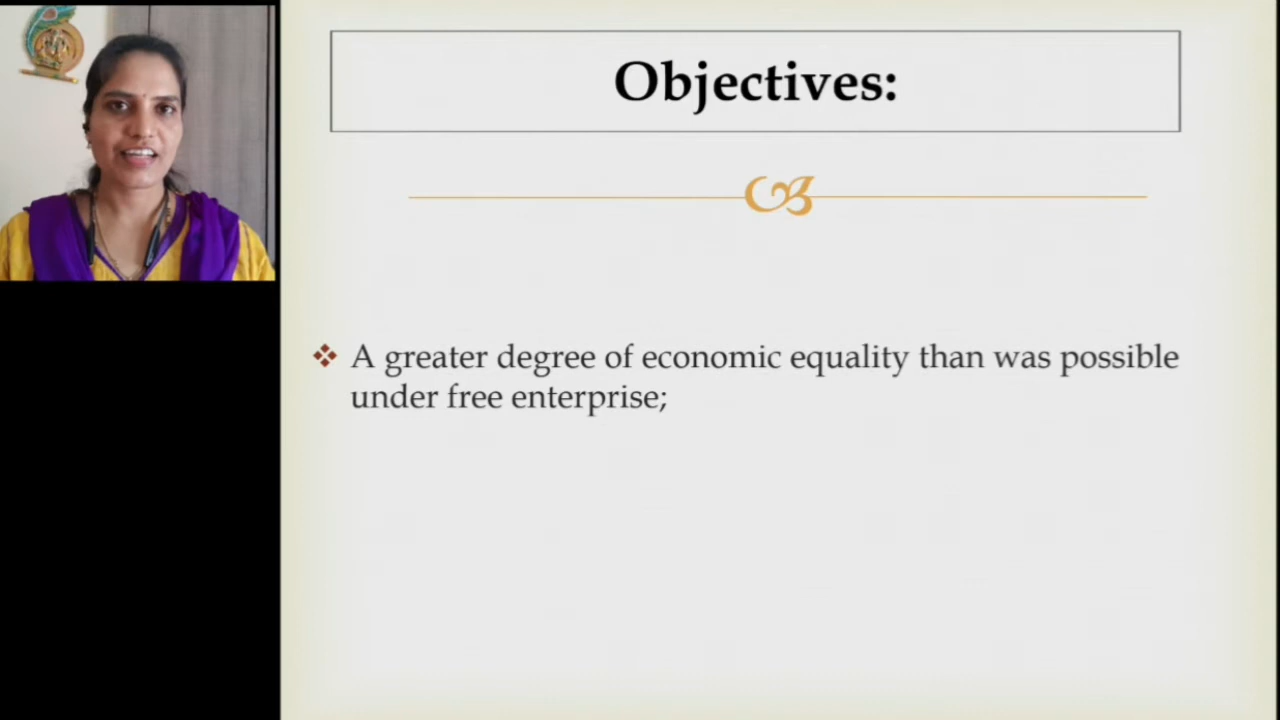 Objectives:
A greater degree of economic equality than was possible
under free enterprise;